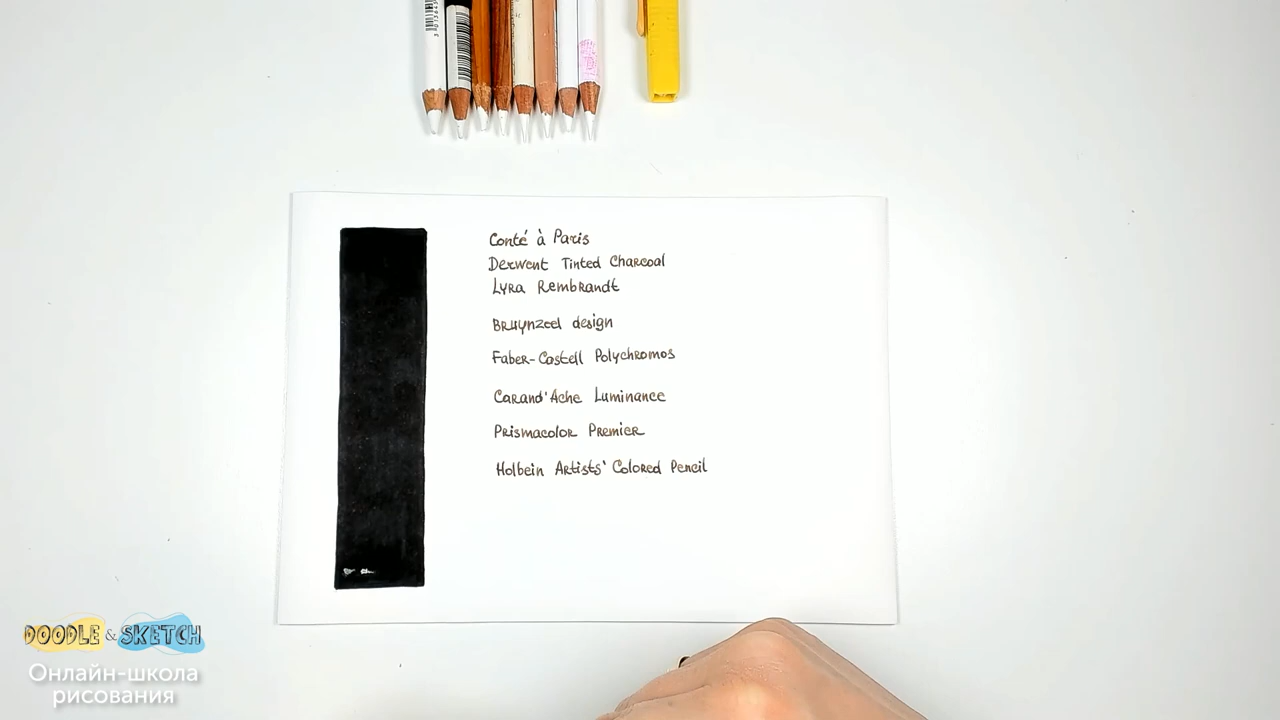 Conté à Paris
Derwent Tinted Charcoal
Lyra Rembrandt
Bruynzeel design
Faber-Castell Polychromos
Carand'Ache Luminance
Prismacolor Premier
Holbein Artists' Colored Pencil
DOODLE & SKETCH
Онлайн-школа
рисования